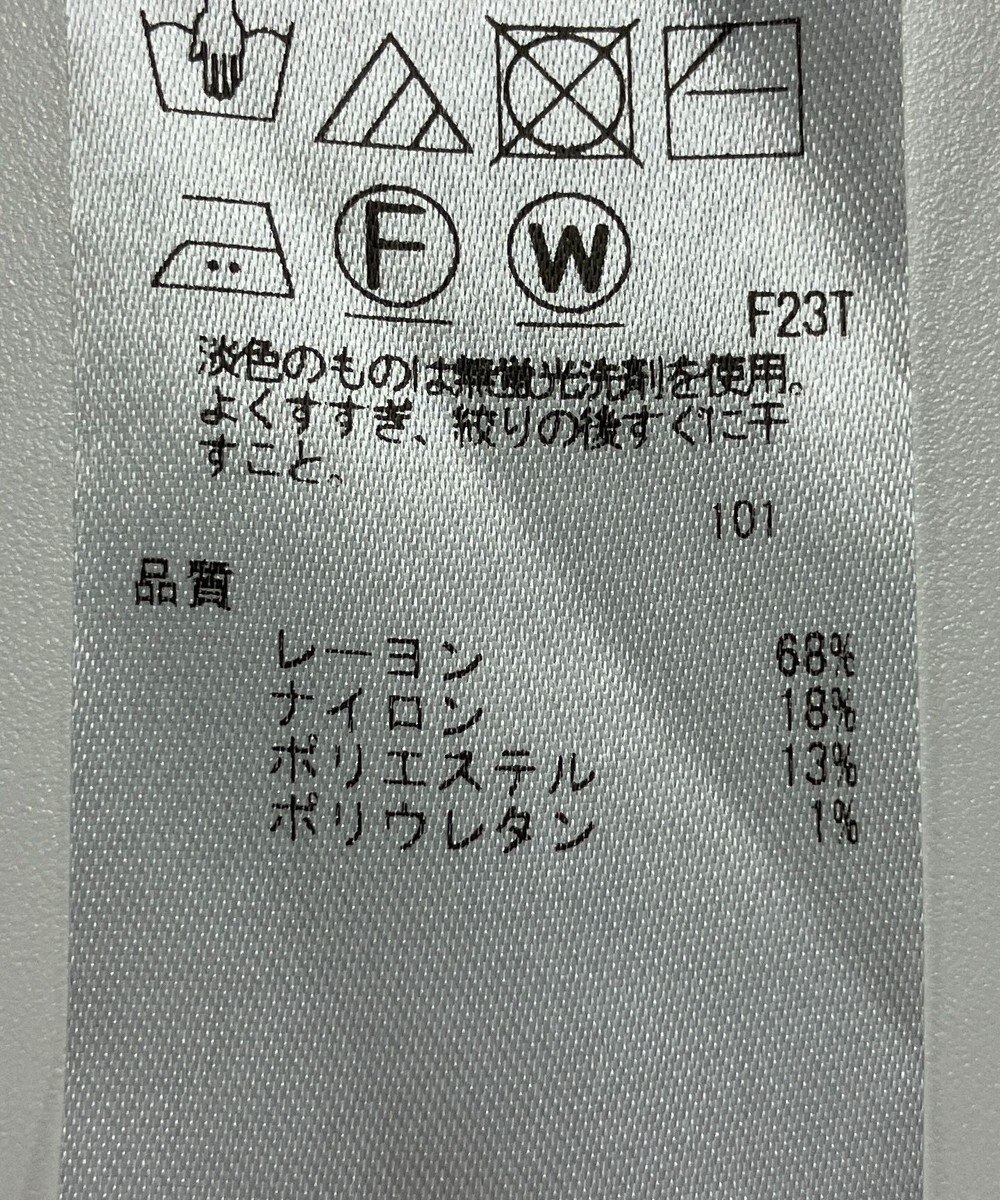 F W
F23T
淡色のものは無蛍光洗剤を使用。
よくすすぎ、絞りの後すぐに干
すこと。
101
品質
レーヨン 68%
ナイロン 18%
ポリエステル 13%
ポリウレタン 1%